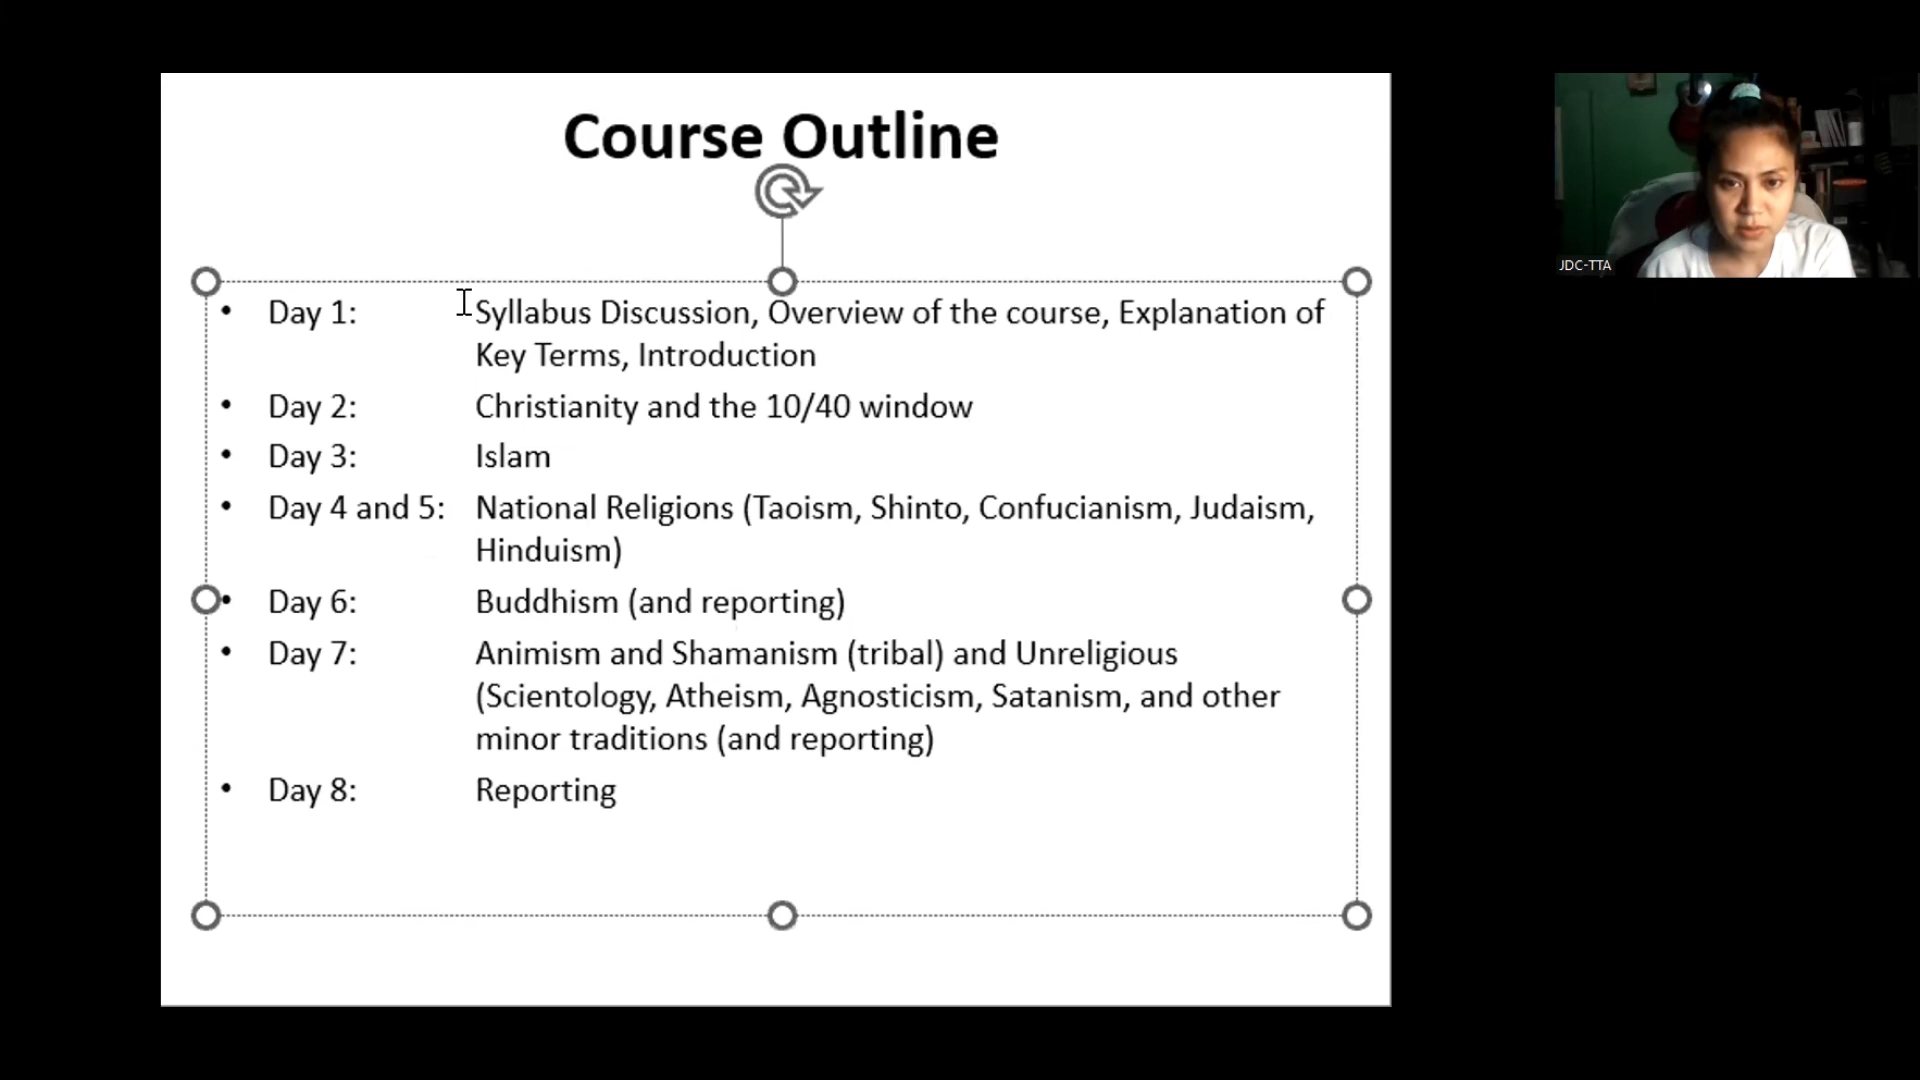 Course Outline
• Day 1: Syllabus Discussion, Overview of the course, Explanation of
Key Terms, Introduction
• Day 2: Christianity and the 10/40 window
• Day 3: Islam
• Day 4 and 5: National Religions (Taoism, Shinto, Confucianism, Judaism,
Hinduism)
• Day 6: Buddhism (and reporting)
• Day 7: Animism and Shamanism (tribal) and Unreligious
(Scientology, Atheism, Agnosticism, Satanism, and other
minor traditions (and reporting)
• Day 8: Reporting
JDC-TTA